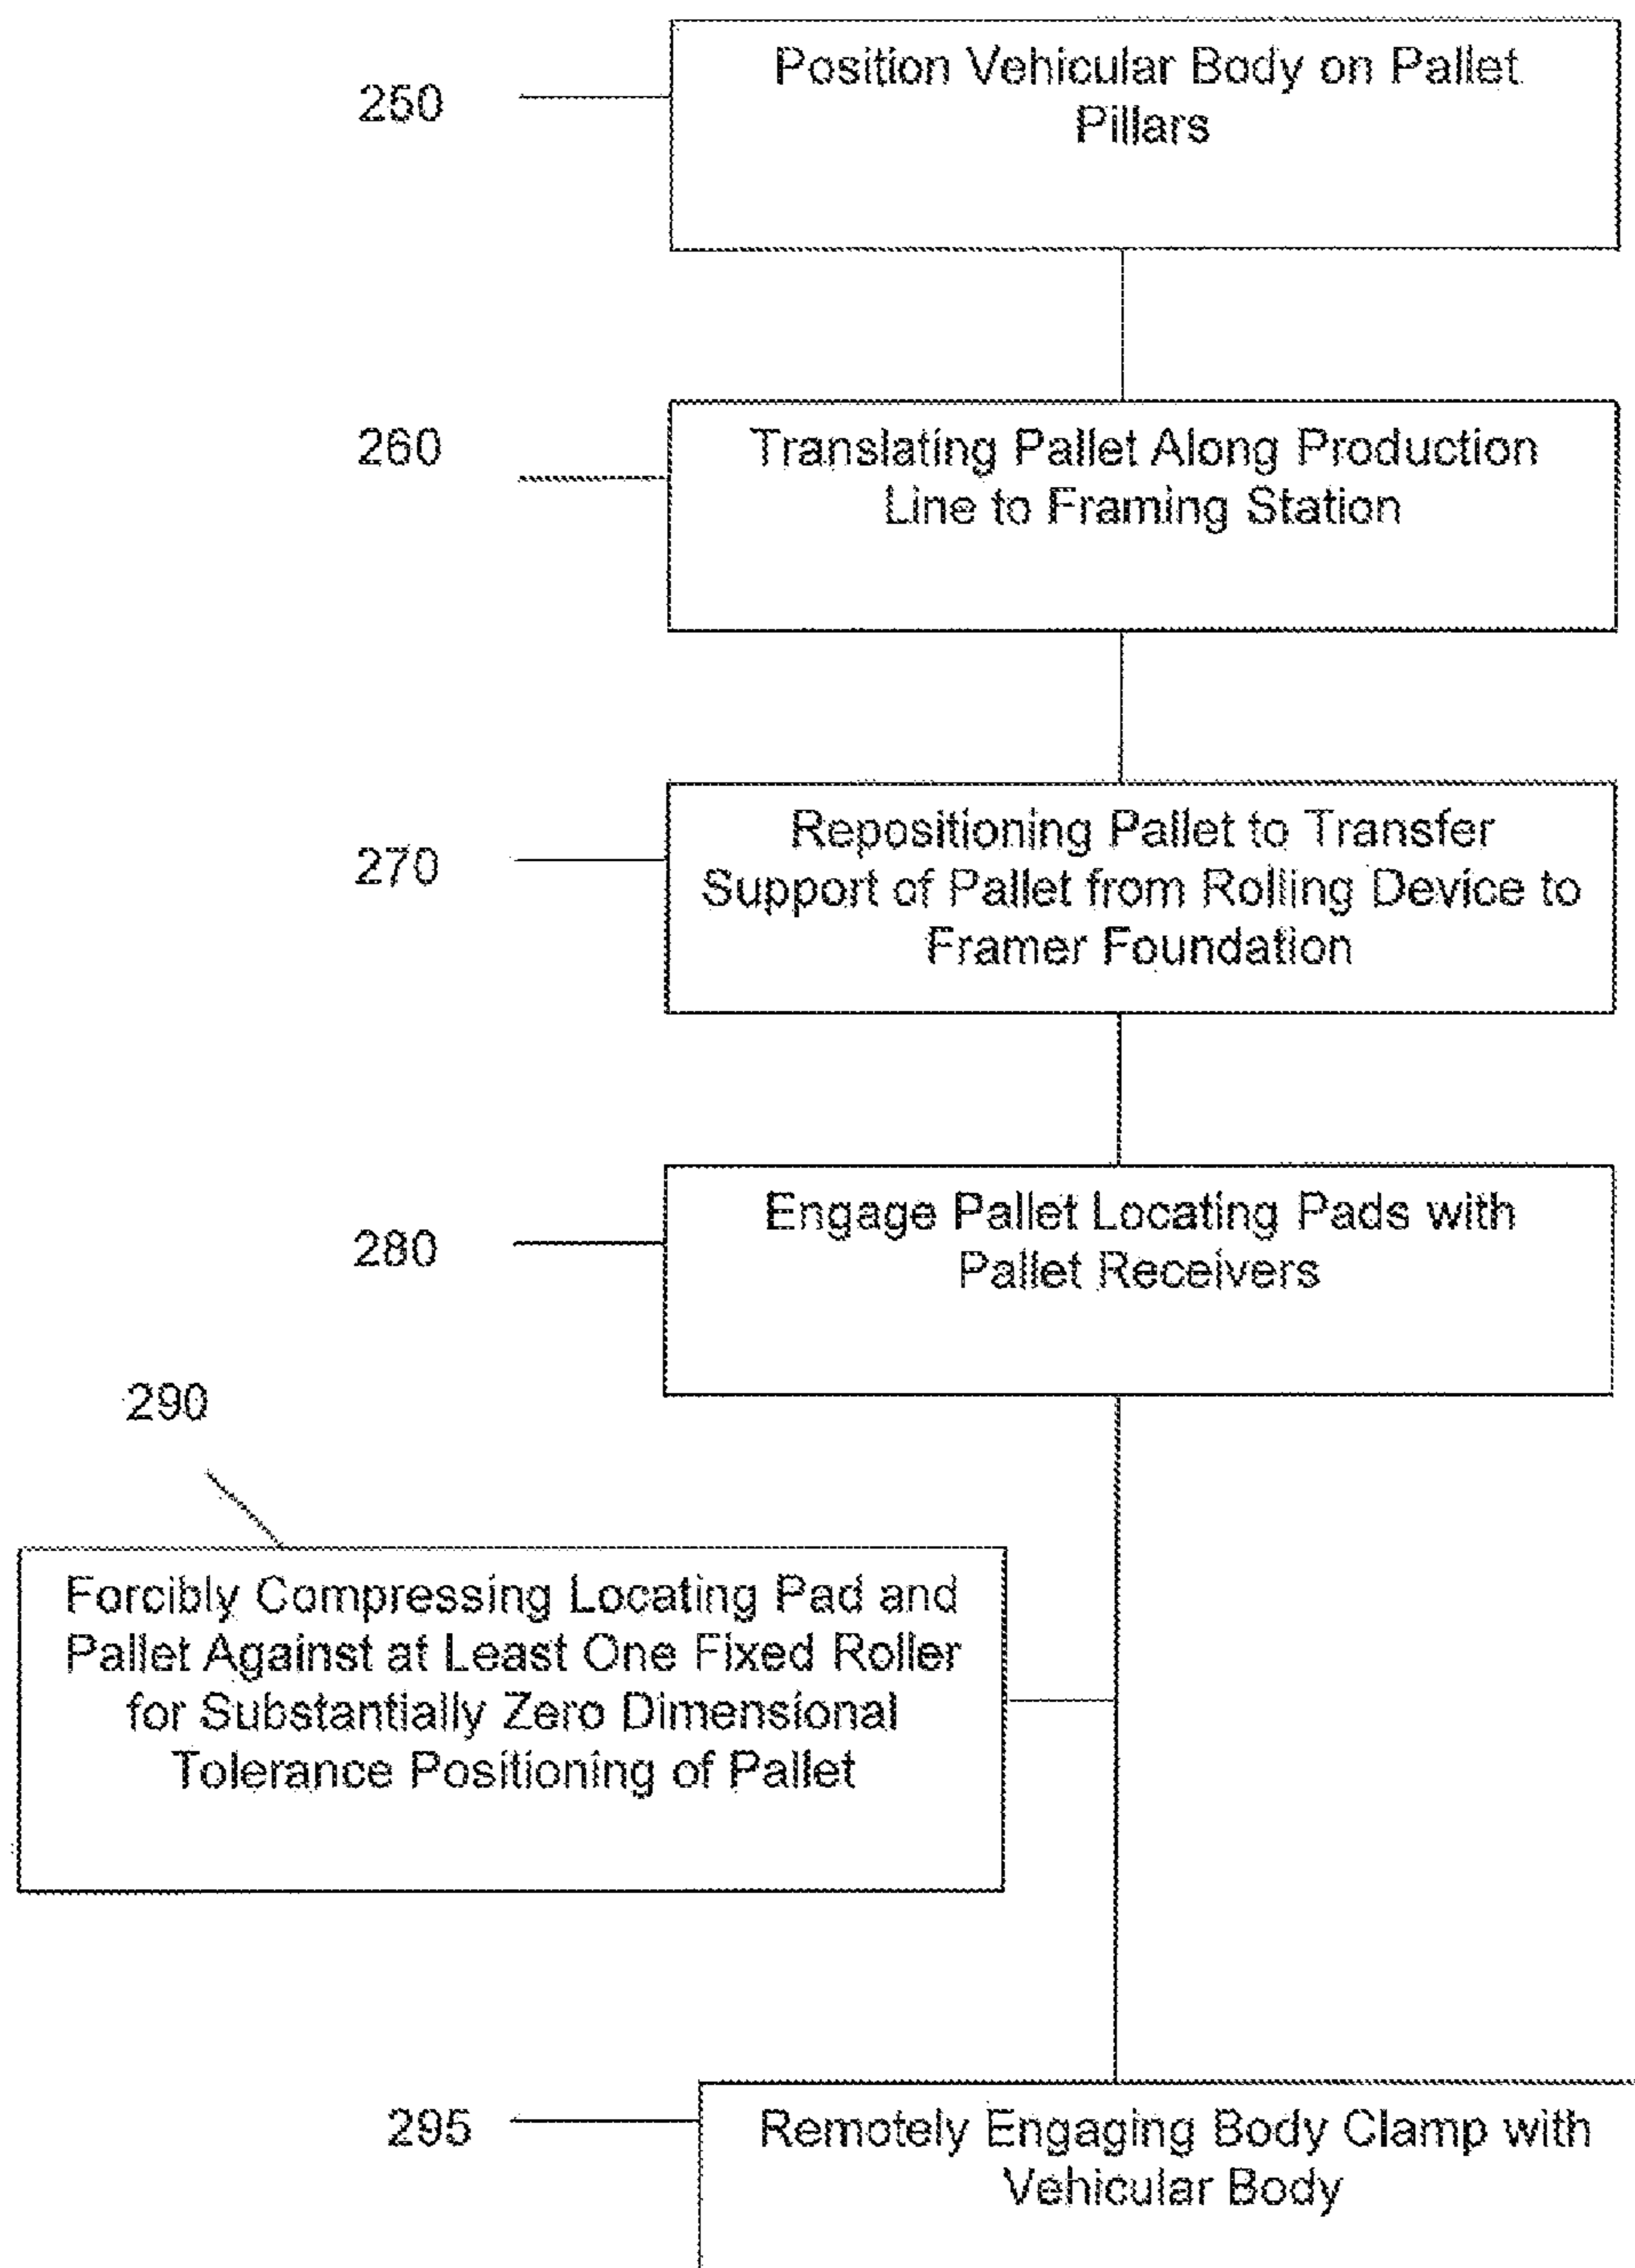 250
Position Vehicular Body on Pallet
Pillars
260
Translating Pallet Along Production
Line to Framing Station
270
Repositioning Pallet to Transfer
Support of Pallet from Rolling Device to
Framer Foundation
280
Engage Pallet Locating Pads with
Pallet Receivers
290
Forcibly Compressing Locating Pad and
Pallet Against at Least One Fixed Roller
for Substantially Zero Dimensional
Tolerance Positioning of Pallet
295
Remotely Engaging Body Clamp with
Vehicular Body